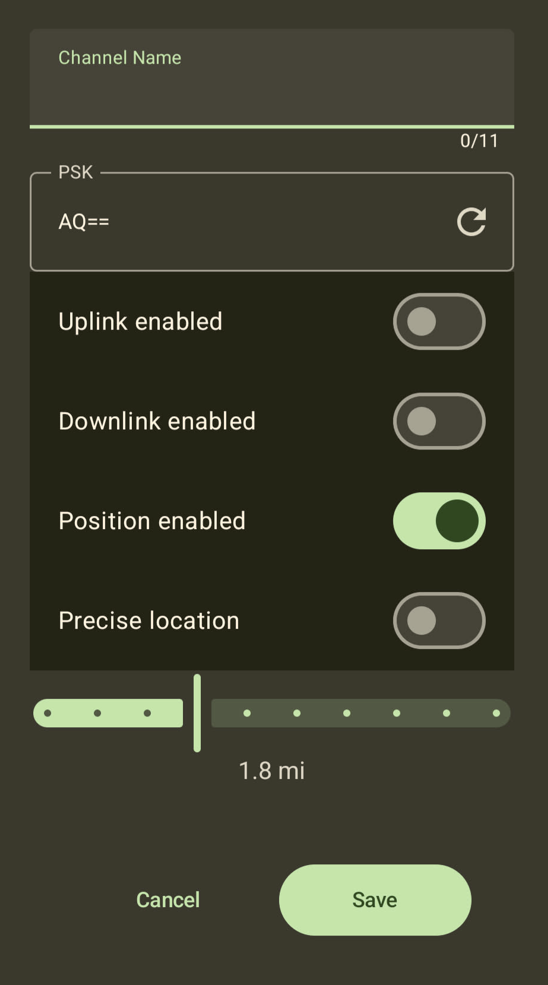 Channel Name
0/11
PSK
AQ==
Uplink enabled
Downlink enabled
Position enabled
Precise location
1.8 mi
Cancel
Save